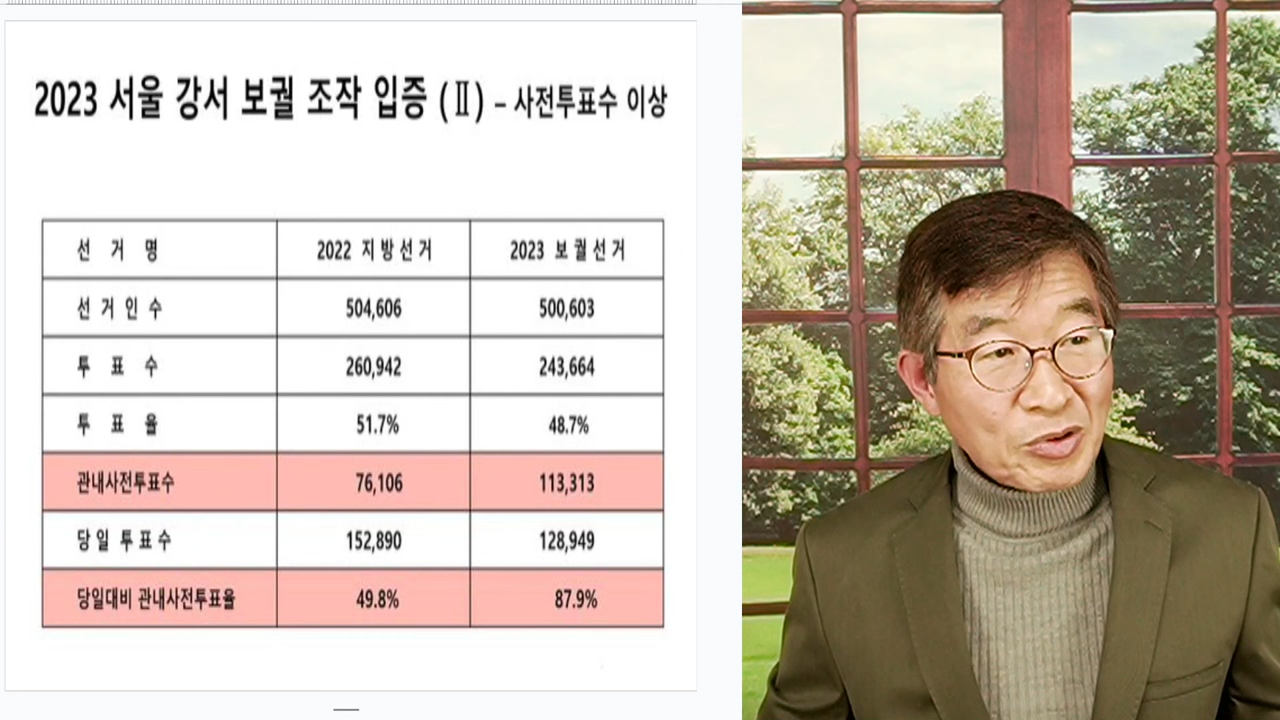 2023 서울 강서 보궐 조작 입증 (Ⅱ) – 사전투표수 이상
선 거 명 2022 지방선거 2023 보궐선거
선 거 인 수 504,606 500,603
투 표 수 260,942 243,664
투 표 율 51.7% 48.7%
관내사전투표수 76,106 113,313
당일 투표수 152,890 128,949
당일대비 관내사전투표율 49.8% 87.9%